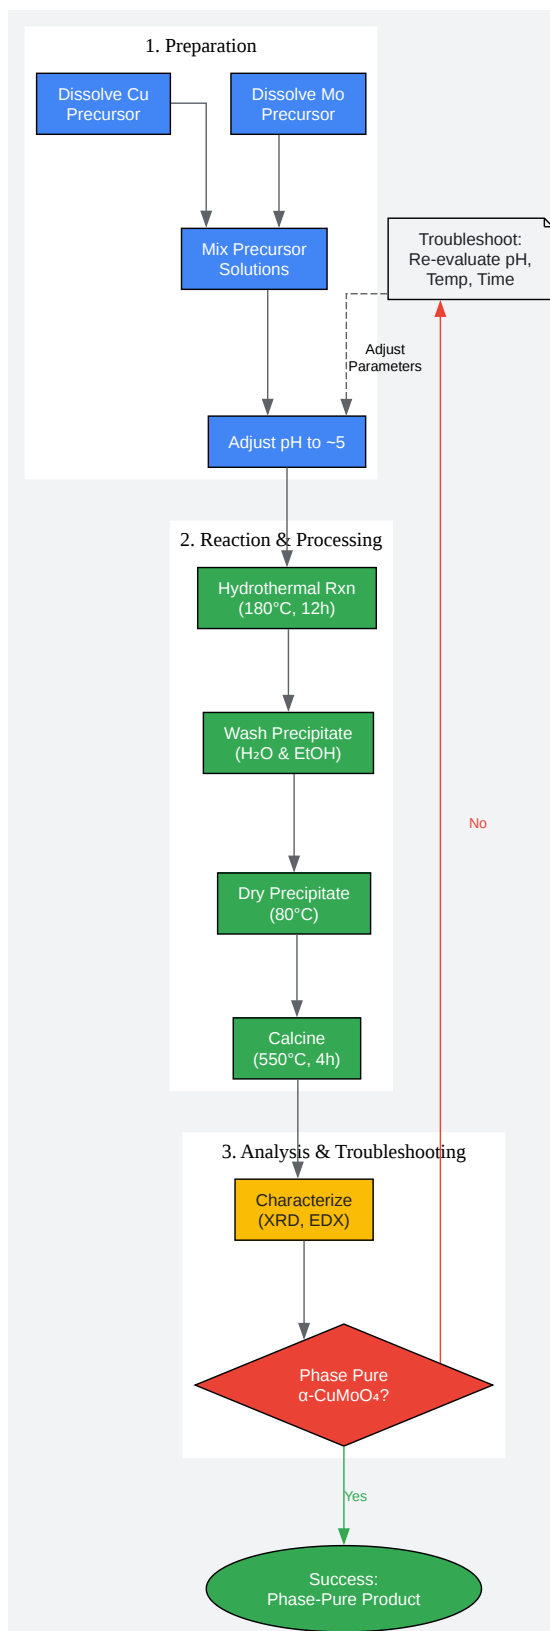 1. Preparation
Dissolve Cu
Precursor
Dissolve Mo
Precursor
Mix Precursor
Solutions
Troubleshoot:
Re-evaluate pH,
Temp, Time
Adjust
Parameters
Adjust pH to ~5
2. Reaction & Processing
Hydrothermal Rxn
(180°C, 12h)
Wash Precipitate
(H₂O & EtOH)
No
Dry Precipitate
(80°C)
Calcine
(550°C, 4h)
3. Analysis & Troubleshooting
Characterize
(XRD, EDX)
Phase Pure
α-CuMoO₄?
Yes
Success:
Phase-Pure Product